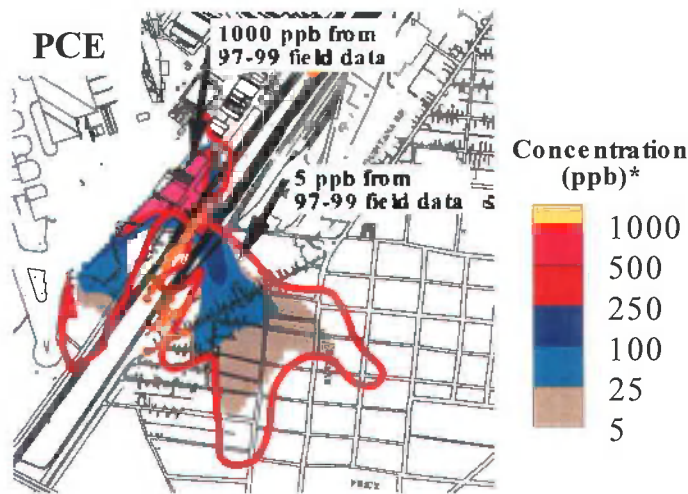 PCE
1000 ppb from
97-99 field data
5 ppb from
97-99 field data
Concentration
(ppb)*
1000
500
250
100
25
5